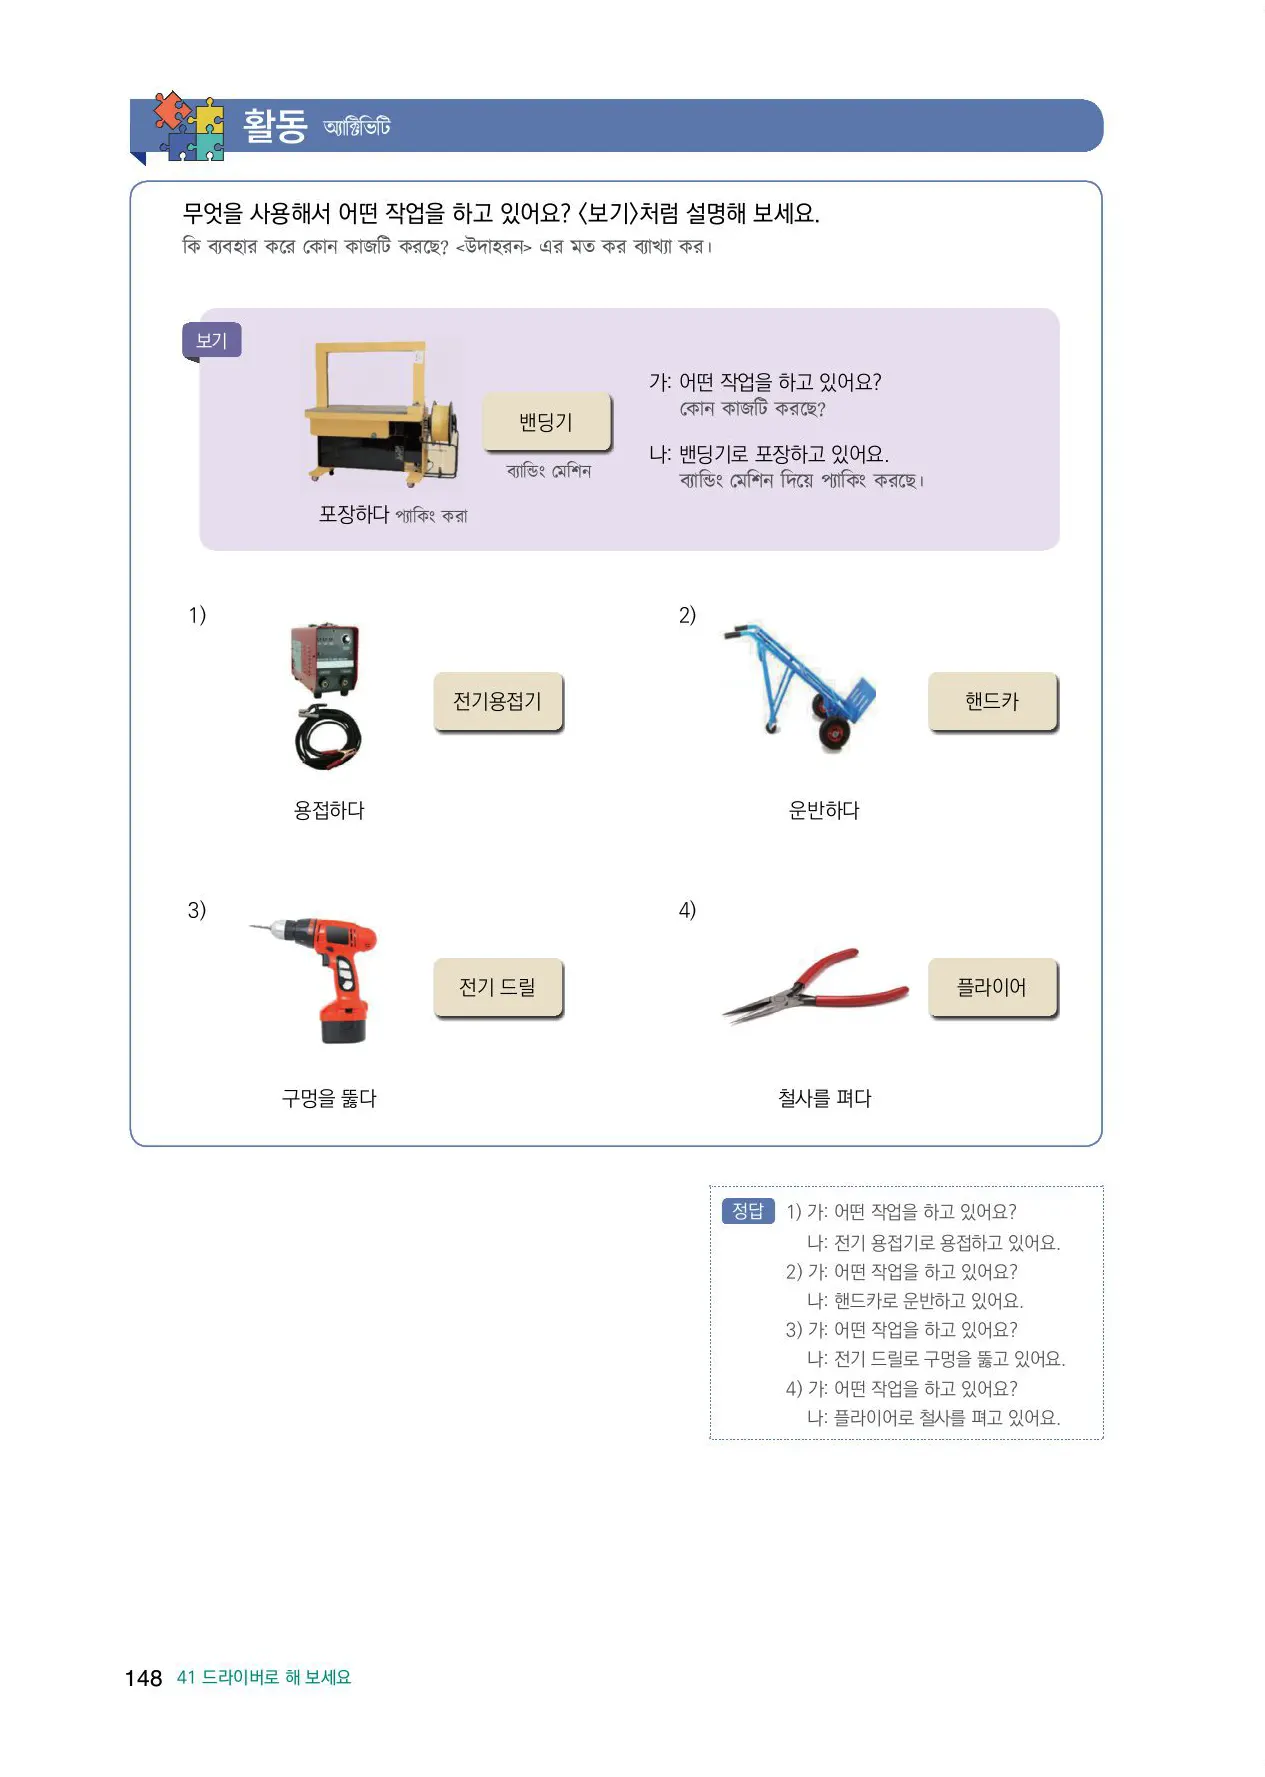 활동 অ্যাক্টিভিটি
무엇을 사용해서 어떤 작업을 하고 있어요? <보기>처럼 설명해 보세요.
কি ব্যবহার করে কোন কাজটি করছে? <উদাহরন> এর মত কর ব্যাখ্যা কর।
보기
밴딩기
ব্যান্ডিং মেশিন
포장하다 প্যাকিং করা
가: 어떤 작업을 하고 있어요?
কোন কাজটি করছে?
나: 밴딩기로 포장하고 있어요.
ব্যান্ডিং মেশিন দিয়ে প্যাকিং করছে।
1)
전기용접기
용접하다
2)
핸드카
운반하다
3)
전기 드릴
구멍을 뚫다
4)
플라이어
철사를 펴다
정답 1) 가: 어떤 작업을 하고 있어요?
나: 전기 용접기로 용접하고 있어요.
2) 가: 어떤 작업을 하고 있어요?
나: 핸드카로 운반하고 있어요.
3) 가: 어떤 작업을 하고 있어요?
나: 전기 드릴로 구멍을 뚫고 있어요.
4) 가: 어떤 작업을 하고 있어요?
나: 플라이어로 철사를 펴고 있어요.
148 41 드라이버로 해 보세요